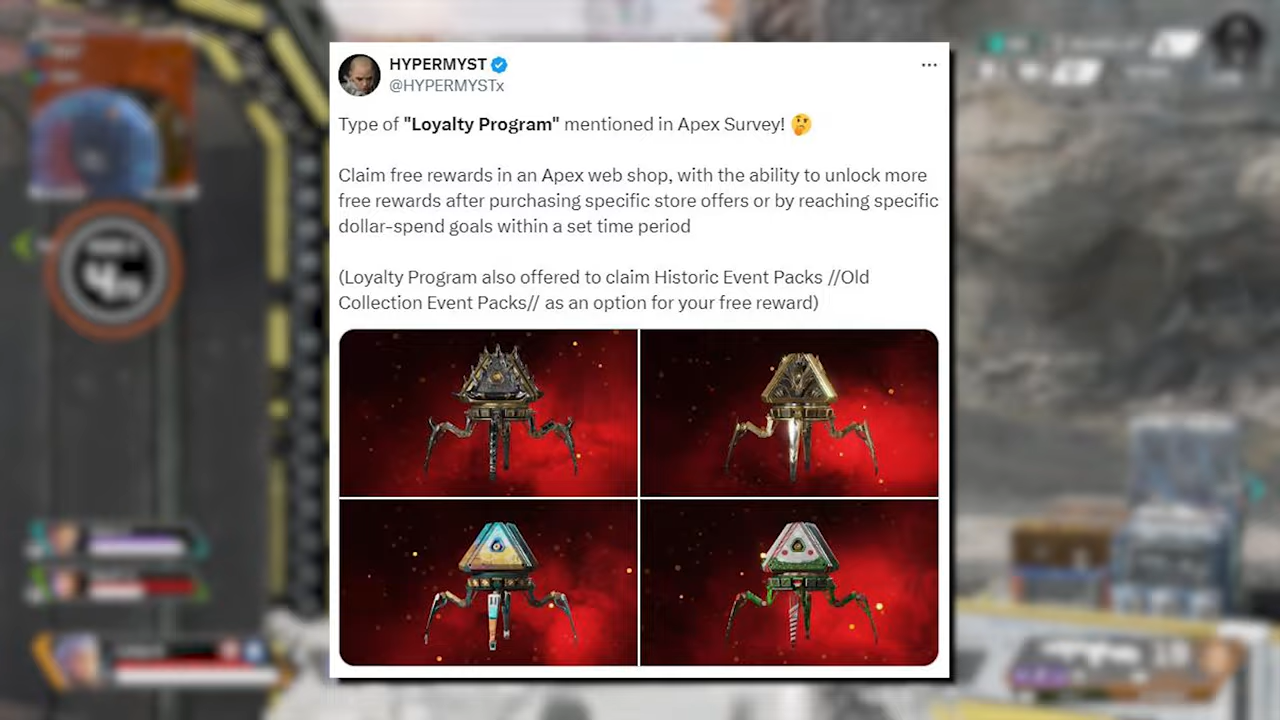 HYPERMYST
@HYPERMYSTx
Type of "Loyalty Program" mentioned in Apex Survey! 🤔
Claim free rewards in an Apex web shop, with the ability to unlock more
free rewards after purchasing specific store offers or by reaching specific
dollar-spend goals within a set time period
(Loyalty Program also offered to claim Historic Event Packs //Old
Collection Event Packs// as an option for your free reward)